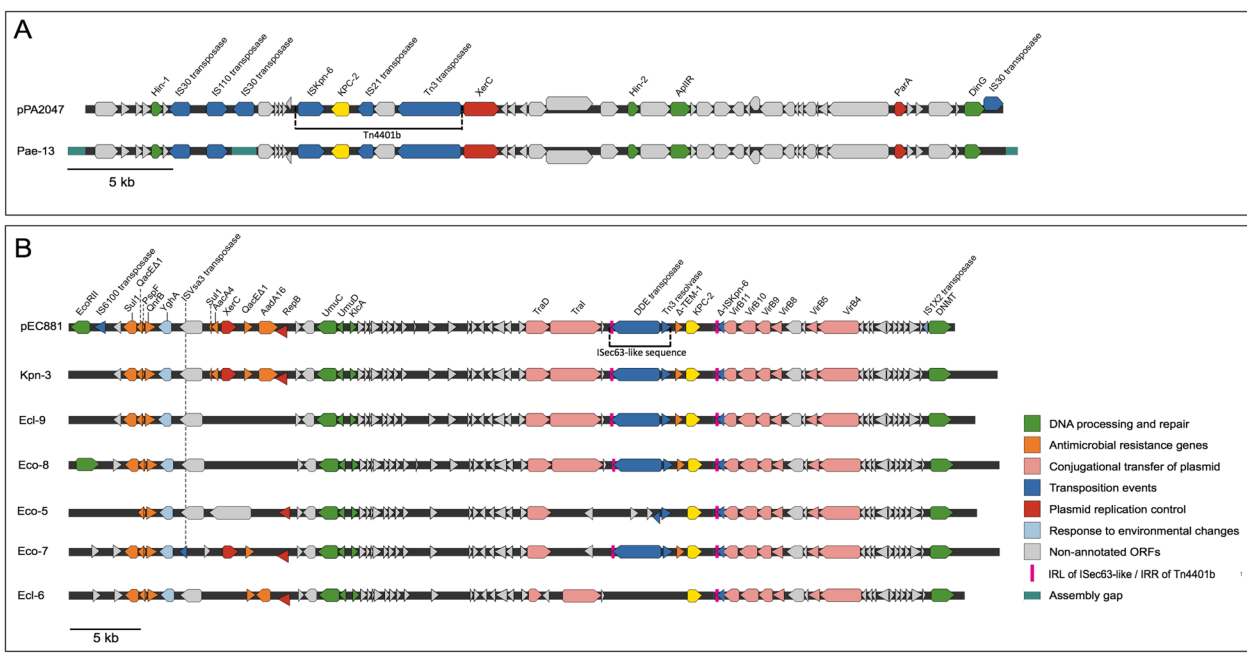 A
Hin-1
IS30 transposase
IS110 transposase
IS30 transposase
ISKpn-6
KPC-2
IS21 transposase
Tn3 transposase
XerC
Hin-2
ApIIR
ParA
DinG
IS30 transposase
pPA2047
Tn4401b
Pae-13
5 kb
B
EcoRII
IS6100 transposase
Sul1
QacEΔ1
PspF
QnrB
YghA
ISVsa3 transposase
Sul1
AacA4
XerC
QacEΔ1
AadA16
RepB
UmuC
UmuD
KlcA
TraD
TraI
DDE transposase
Tn3 resolvase
Δ-TEM-1
KPC-2
Δ-ISKpn-6
VirB11
VirB10
VirB9
VirB8
VirB5
VirB4
IS1X2 transposase
DNMT
pEC881
ISec63-like sequence
Kpn-3
Ecl-9
Eco-8
Eco-5
Eco-7
Ecl-6
5 kb
DNA processing and repair
Antimicrobial resistance genes
Conjugational transfer of plasmid
Transposition events
Plasmid replication control
Response to environmental changes
Non-annotated ORFs
IRL of ISec63-like / IRR of Tn4401b
Assembly gap